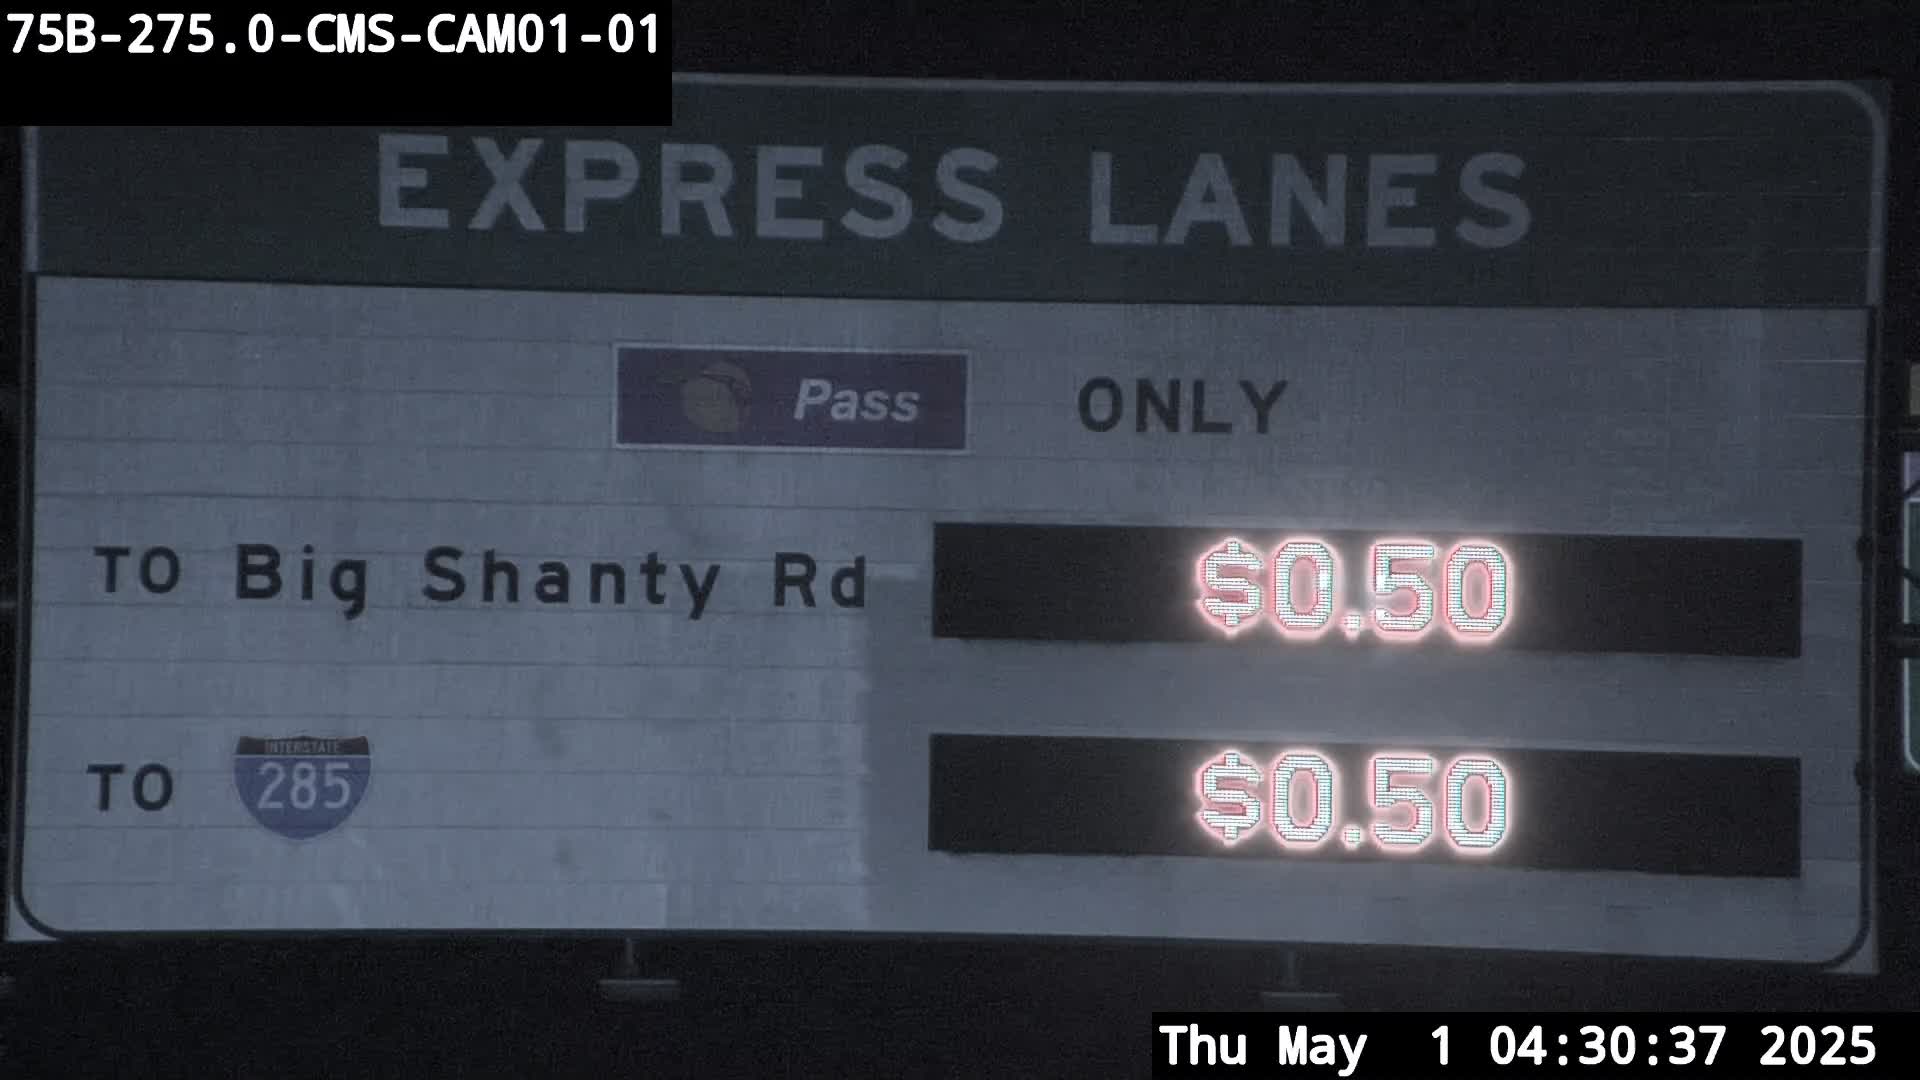 75B-275.0-CMS-CAM01-01
EXPRESS LANES
Pass ONLY
TO Big Shanty Rd $0.50
TO INTERSTATE 285 $0.50
Thu May 1 04:30:37 2025